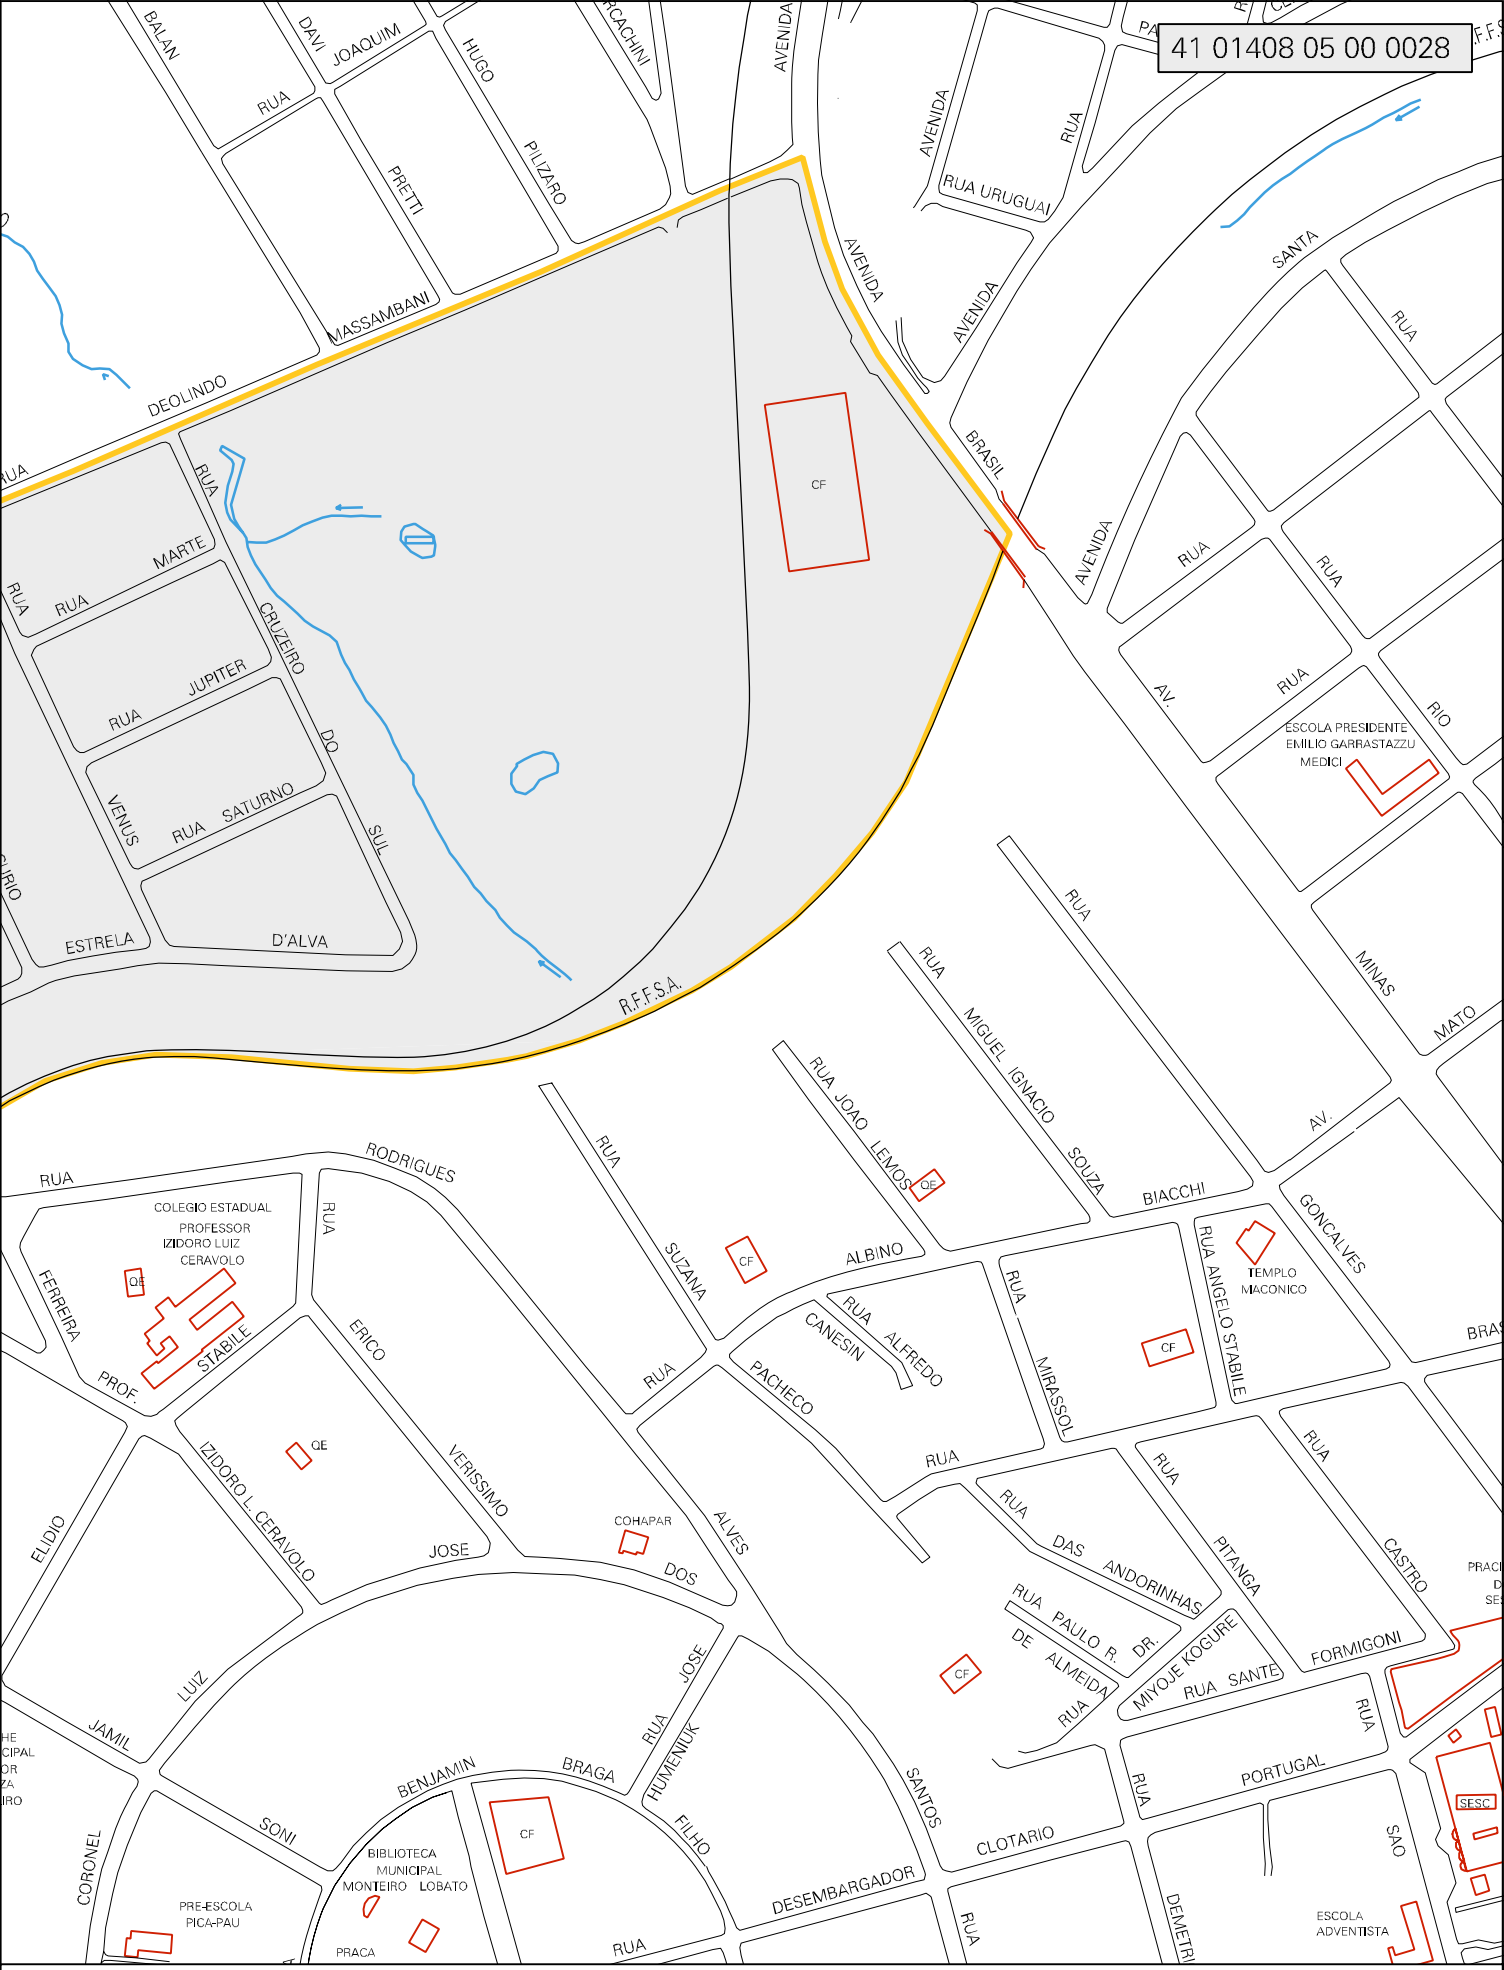 BALAN
DAVI
JOAQUIM
HUGO
RCACHINI
AVENIDA
41 01408 05 00 0028
RUA
PRETTI
PILIZARO
AVENIDA
RUA
RUA URUGUAI
AVENIDA
AVENIDA
SANTA
RUA
MASSAMBANI
DEOLINDO
RUA
BRASIL
CF
RUA
RUA
MARTE
RUA
AVENIDA
RUA
RUA
CRUZEIRO
JUPITER
RUA
DO
AV.
RUA
RIO
ESCOLA PRESIDENTE
EMILIO GARRASTAZZU
MEDICI
VENUS
RUA SATURNO
SUL
ESTRELA
D'ALVA
R.F.F.S.A.
RUA
RUA
MIGUEL IGNACIO SOUZA
MINAS
MATO
RUA JOAO LEMOS
AV.
RUA
RODRIGUES
RUA
QE
BIACCHI
COLEGIO ESTADUAL
PROFESSOR
IZIDORO LUIZ
CERAVOLO
RUA
QE
FERREIRA
SUZANA
CF
ALBINO
GONCALVES
RUA ANGELO STABILE
TEMPLO
MACONICO
RUA
MIRASSOL
CF
RUA ALFREDO
CANESIN
STABILE
PROF.
ERICO
RUA
PACHECO
BRAS
RUA
RUA
RUA
QE
IZIDORO L. CERAVOLO
VERISSIMO
ELIDIO
JOSE
COHAPAR
DOS
ALVES
RUA
DAS
ANDORINHAS
PITANGA
CASTRO
RUA PAULO R. DR.
DE ALMEIDA
MIYOJE KOGURE
FORMIGONI
RUA SANTE
CF
RUA
RUA
LUIZ
JOSE
RUA
HUMENIUK
JAMIL
BENJAMIN
BRAGA
SANTOS
RUA
PORTUGAL
SESC
SONI
CF
FILHO
CLOTARIO
SAO
CORONEL
BIBLIOTECA
MUNICIPAL
MONTEIRO LOBATO
DESEMBARGADOR
PRE-ESCOLA
PICA-PAU
PRACA
RUA
RUA
DEMETRI
ESCOLA
ADVENTISTA